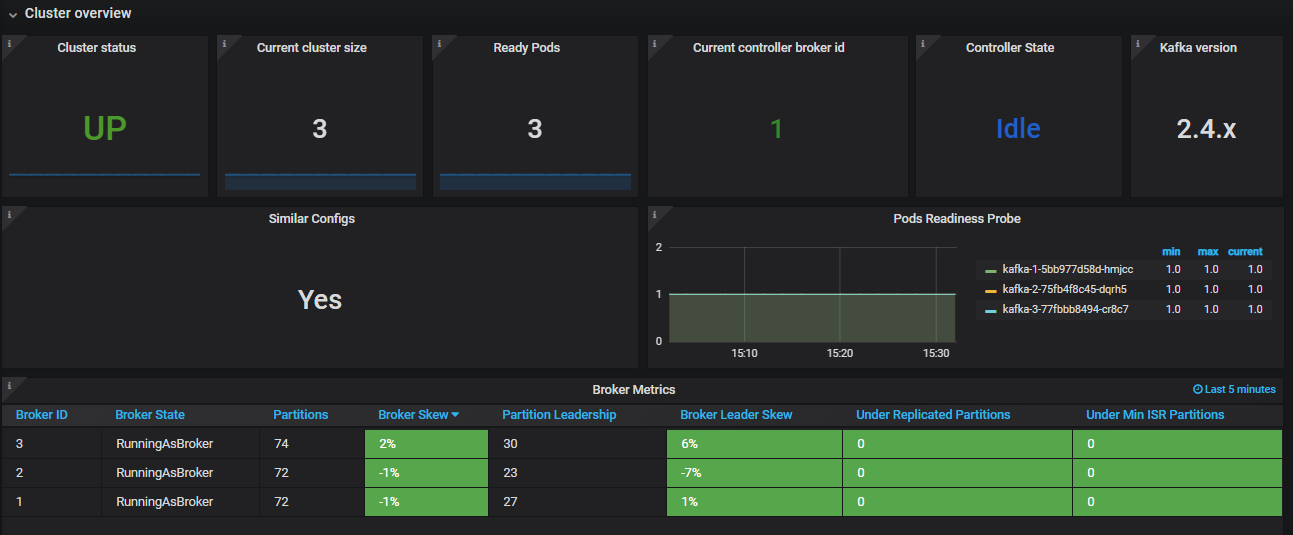 Cluster overview
Cluster status
Current cluster size
Ready Pods
Current controller broker id
Controller State
Kafka version
UP
3
3
1
Idle
2.4.x
Similar Configs
Yes
Pods Readiness Probe
2
1
0
15:10 15:20 15:30
min max current
kafka-1-5bb977d58d-hmjcc 1.0 1.0 1.0
kafka-2-75fb4f8c45-dqrh5 1.0 1.0 1.0
kafka-3-77fbbb8494-cr8c7 1.0 1.0 1.0
Broker Metrics
Last 5 minutes
Broker ID Broker State Partitions Broker Skew Partition Leadership Broker Leader Skew Under Replicated Partitions Under Min ISR Partitions
3 RunningAsBroker 74 2% 30 6% 0 0
2 RunningAsBroker 72 -1% 23 -7% 0 0
1 RunningAsBroker 72 -1% 27 1% 0 0